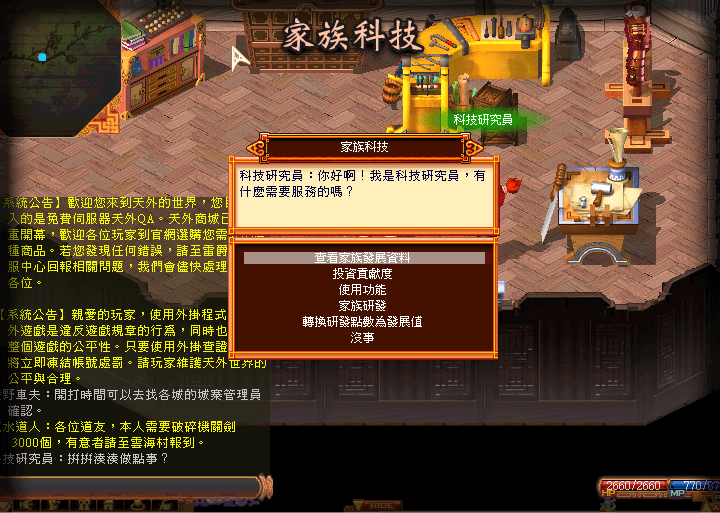 家族科技
科技研究員
家族科技
科技研究員：你好啊！我是科技研究員，有
什麼需要服務的嗎？
查看家族發展資料
投資貢獻度
使用功能
家族研發
轉換研發點數為發展值
沒事
系統公告】歡迎您來到天外的世界，您
入的是免費伺服器天外QA。天外商城已
重開幕，歡迎各位玩家到官網選購您需
種商品。若您發現任何錯誤，請至雷爵
服中心回報相關問題，我們會儘快處理
各位。
【系統公告】親愛的玩家，使用外掛程式
外遊戲是違反遊戲規章的行為，同時也
整個遊戲的公平性。只要使用外掛查證
將立即凍結帳號處罰。請玩家維護天外世界的
公平與合理。
野車夫：開打時間可以去找各城的城寨管理員
確認。
水道人：各位道友，本人需要破碎機關劍
3000個，有意者請至雲海村報到。
技研究員：拼拼湊湊做點事？
HIDE
HP 2660/2660
MP 770/